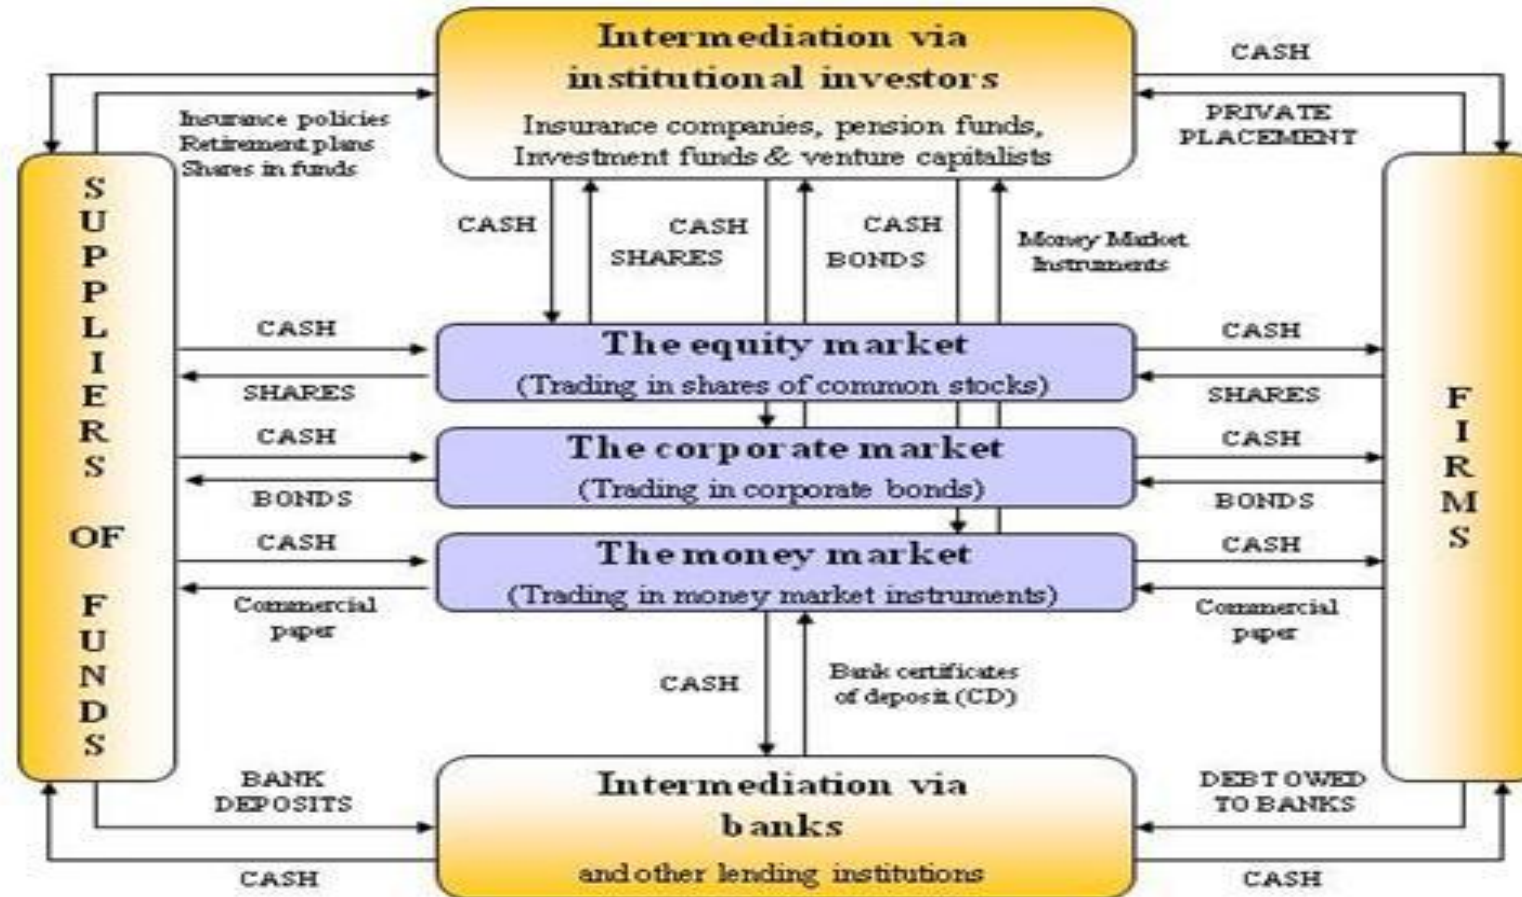 Intermediation via
institutional investors
Insurance companies, pension funds,
Investment funds & venture capitalists
CASH
PRIVATE
PLACEMENT
Insurance policies
Retirement plans
Shares in funds
SUPPLIERS OF FUNDS
FIRMS
CASH
SHARES
CASH
BONDS
CASH
Money Market
Instruments
CASH
The equity market
(Trading in shares of common stocks)
CASH
SHARES
SHARES
CASH
The corporate market
(Trading in corporate bonds)
CASH
BONDS
BONDS
CASH
The money market
(Trading in money market instruments)
CASH
Commercial
paper
Commercial
paper
CASH
Bank certificates
of deposit (CD)
BANK
DEPOSITS
Intermediation via
banks
and other lending institutions
DEBT OWED
TO BANKS
CASH
CASH